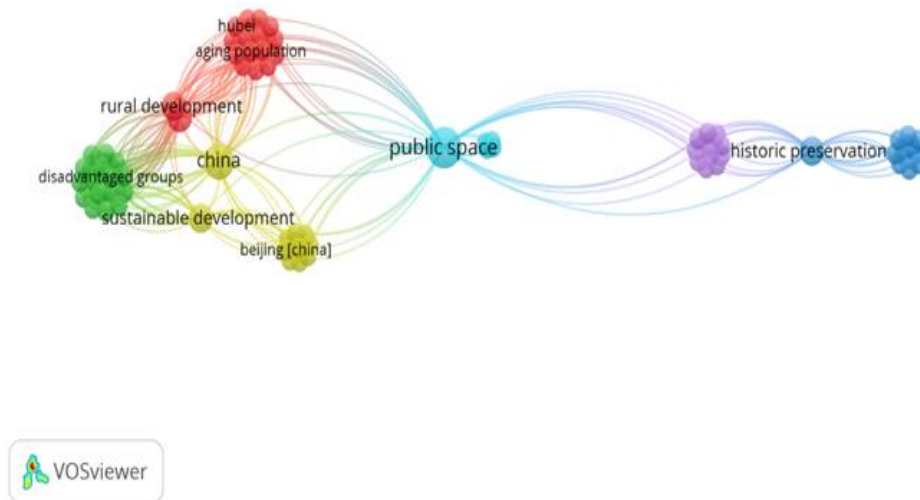 hubei
aging population
rural development
public space
china
historic preservation
disadvantaged groups
sustainable development
beijing [china]
VOSviewer